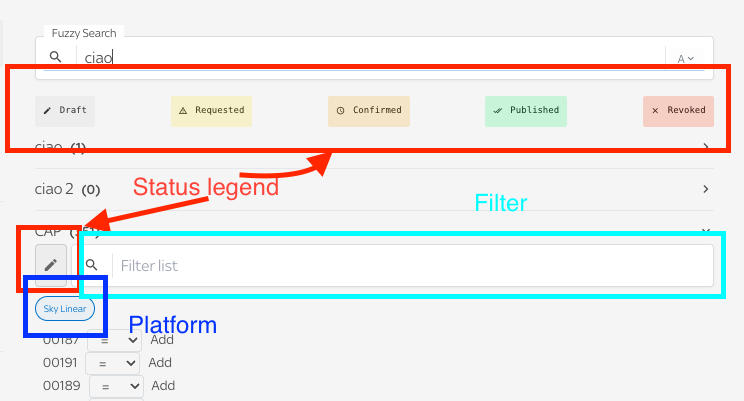 Fuzzy Search
ciao
A
Draft
Requested
Confirmed
Published
Revoked
ciao (1)
ciao 2 (0)
Status legend
Filter
CAP (351)
Filter list
Sky Linear
Platform
00187 = Add
00191 = Add
00189 = Add